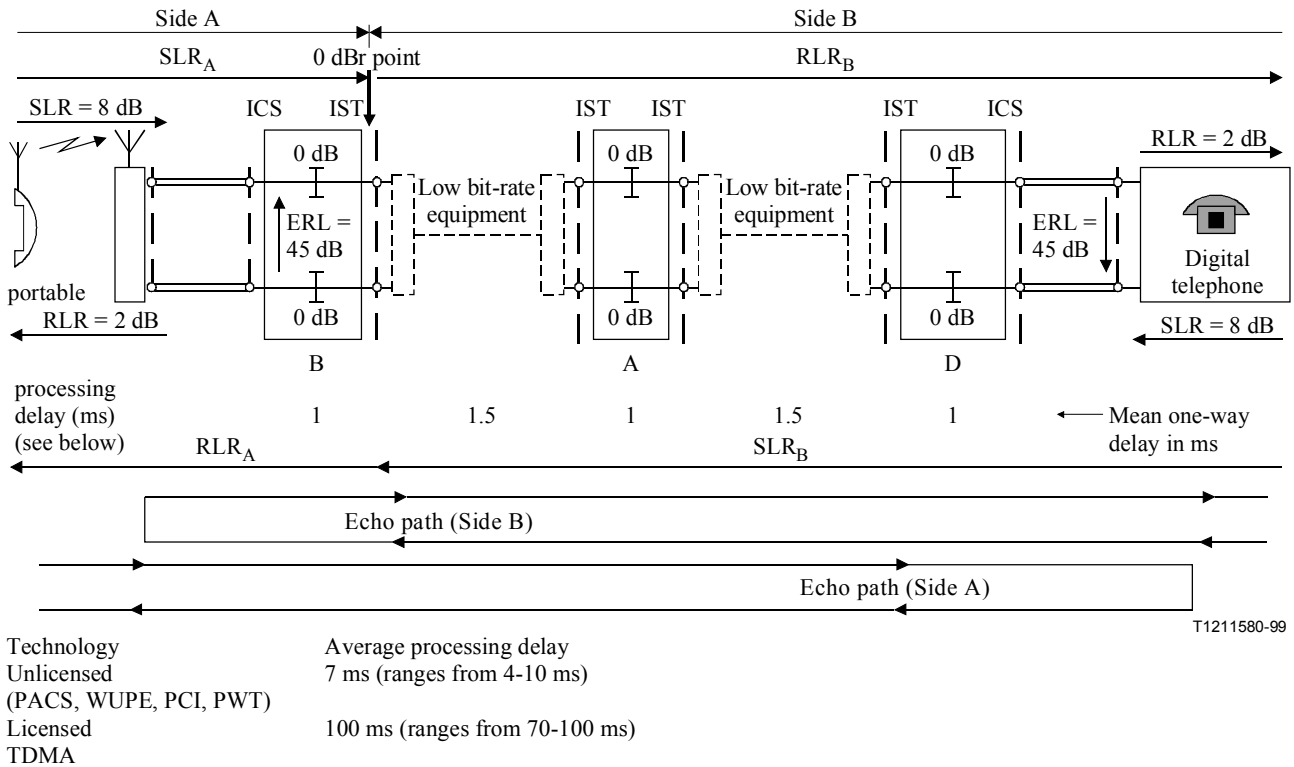 Side A Side B
SLRA 0 dBr point RLRB
SLR = 8 dB ICS IST IST IST IST ICS
RLR = 2 dB
0 dB 0 dB 0 dB
Low bit-rate Low bit-rate
equipment equipment
ERL = ERL =
45 dB 45 dB
Digital
telephone
portable
RLR = 2 dB 0 dB 0 dB 0 dB SLR = 8 dB
B A D
processing
delay (ms)
(see below)
1 1.5 1 1.5 1 Mean one-way
delay in ms
RLRA SLRB
Echo path (Side B)
Echo path (Side A)
T1211580-99
Technology Average processing delay
Unlicensed 7 ms (ranges from 4-10 ms)
(PACS, WUPE, PCI, PWT)
Licensed 100 ms (ranges from 70-100 ms)
TDMA